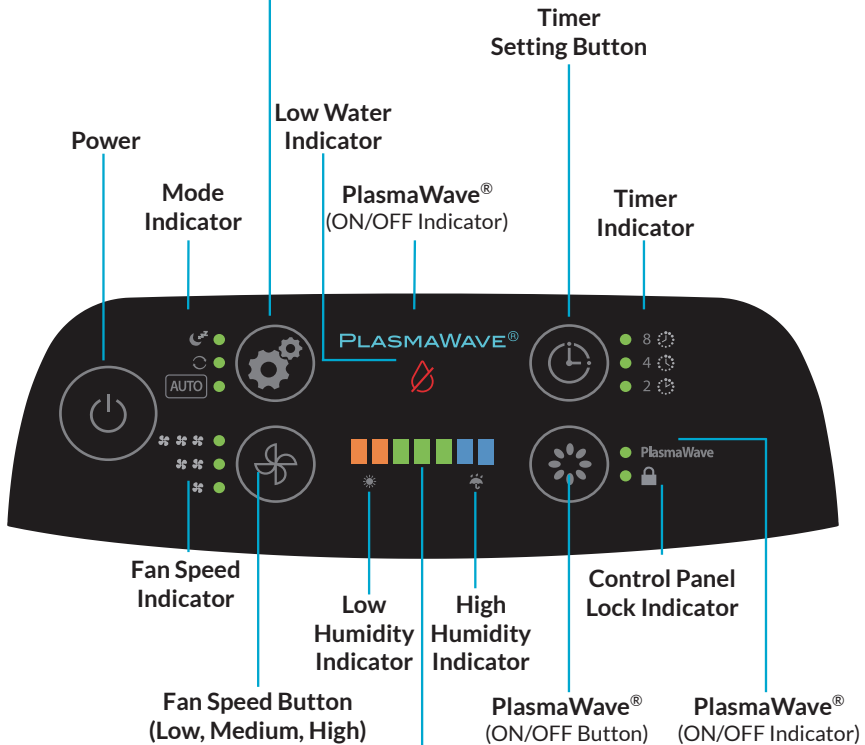 Timer
Setting Button
Low Water
Indicator
Power
Mode
Indicator
PlasmaWave®
(ON/OFF Indicator)
Timer
Indicator
PLASMAWAVE®
8
4
2
AUTO
PlasmaWave
Fan Speed
Indicator
Low
Humidity
Indicator
High
Humidity
Indicator
Control Panel
Lock Indicator
Fan Speed Button
(Low, Medium, High)
PlasmaWave®
(ON/OFF Button)
PlasmaWave®
(ON/OFF Indicator)